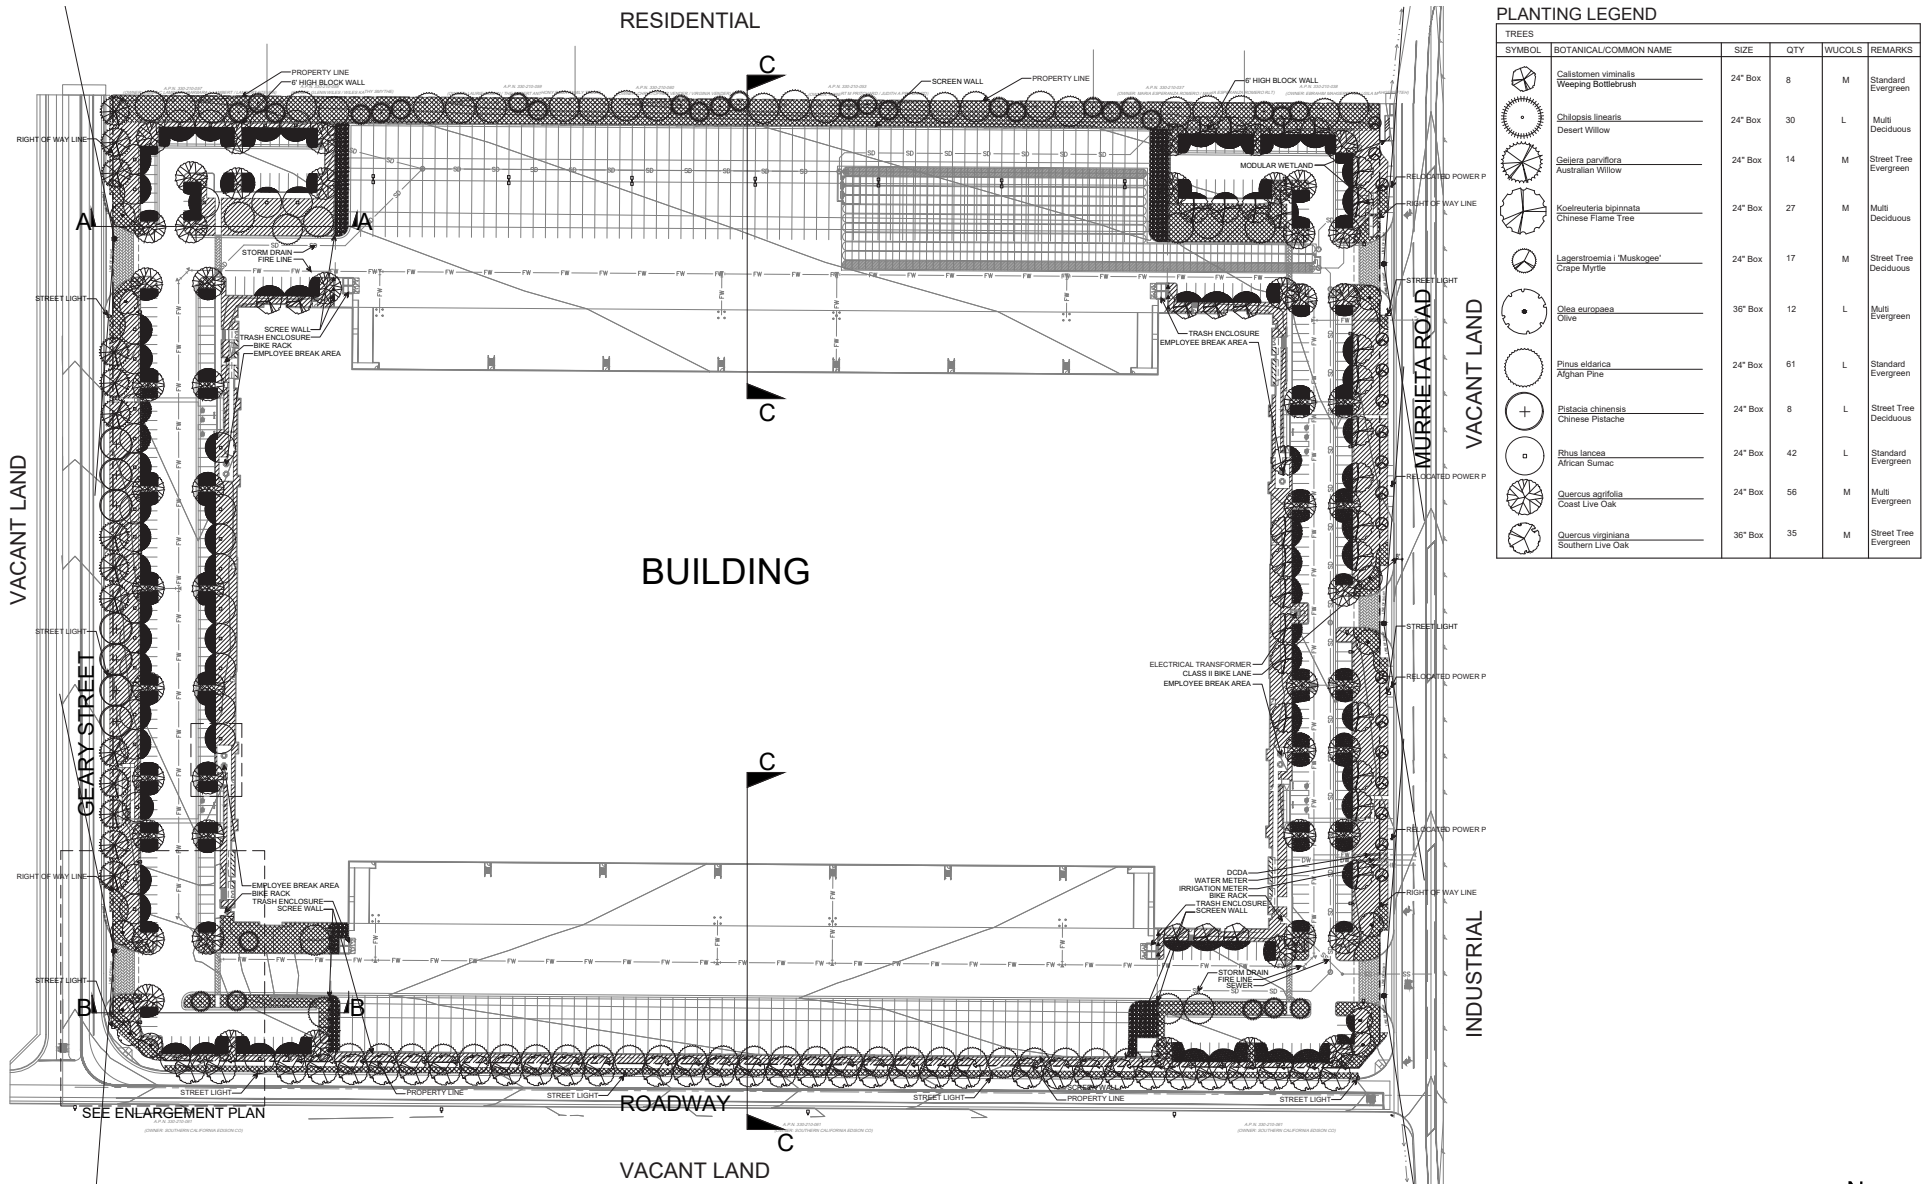 RESIDENTIAL
PLANTING LEGEND
TREES
SYMBOL BOTANICAL/COMMON NAME SIZE QTY WUCOLS REMARKS
Calistomen viminalis
Weeping Bottlebrush
24" Box 8 M Standard
Evergreen
Chilopsis linearis
Desert Willow
24" Box 30 L Multi
Deciduous
Geijera parviflora
Australian Willow
24" Box 14 M Street Tree
Evergreen
Koelreuteria bipinnata
Chinese Flame Tree
24" Box 27 M Multi
Deciduous
Lagerstroemia i 'Muskogee'
Crape Myrtle
24" Box 17 M Street Tree
Deciduous
Olea europaea
Olive
36" Box 12 L Multi
Evergreen
Pinus eldarica
Afghan Pine
24" Box 61 L Standard
Evergreen
Pistacia chinensis
Chinese Pistache
24" Box 8 L Street Tree
Deciduous
Rhus lancea
African Sumac
24" Box 42 L Standard
Evergreen
Quercus agrifolia
Coast Live Oak
24" Box 56 M Multi
Evergreen
Quercus virginiana
Southern Live Oak
36" Box 35 M Street Tree
Evergreen
PROPERTY LINE
6' HIGH BLOCK WALL
C
SCREEN WALL
PROPERTY LINE
6' HIGH BLOCK WALL
RIGHT OF WAY LINE
MODULAR WETLAND
RELOCATED POWER P
RIGHT OF WAY LINE
A
A
STORM DRAIN
FIRE LINE
STREET LIGHT
STREET LIGHT
SCREE WALL
TRASH ENCLOSURE
BIKE RACK
EMPLOYEE BREAK AREA
TRASH ENCLOSURE
EMPLOYEE BREAK AREA
MURRIETA ROAD
VACANT LAND
C
VACANT LAND
RELOCATED POWER P
BUILDING
STREET LIGHT
STREET LIGHT
GEARY STREET
ELECTRICAL TRANSFORMER
CLASS II BIKE LANE
EMPLOYEE BREAK AREA
RELOCATED POWER P
C
RELOCATED POWER P
RIGHT OF WAY LINE
EMPLOYEE BREAK AREA
BIKE RACK
TRASH ENCLOSURE
SCREE WALL
DCDA
WATER METER
IRRIGATION METER
BIKE RACK
TRASH ENCLOSURE
SCREEN WALL
RIGHT OF WAY LINE
INDUSTRIAL
STORM DRAIN
FIRE LINE
SEWER
STREET LIGHT
B
B
STREET LIGHT
PROPERTY LINE
STREET LIGHT
ROADWAY
STREET LIGHT
SCREEN WALL
PROPERTY LINE
STREET LIGHT
SEE ENLARGEMENT PLAN
C
VACANT LAND